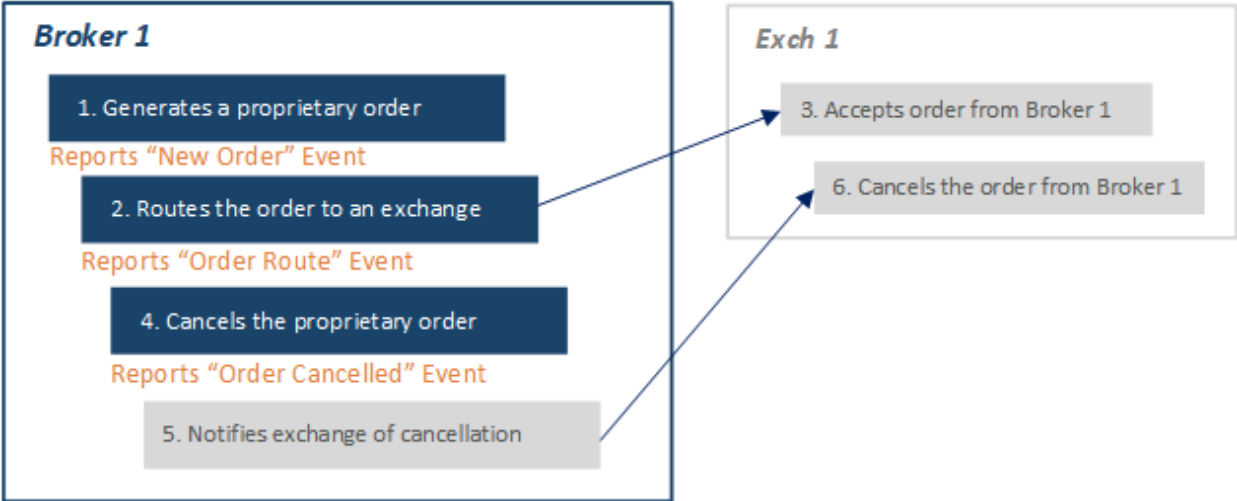 Broker 1
1. Generates a proprietary order
Reports “New Order” Event
2. Routes the order to an exchange
Reports “Order Route” Event
4. Cancels the proprietary order
Reports “Order Cancelled” Event
5. Notifies exchange of cancellation
Exch 1
3. Accepts order from Broker 1
6. Cancels the order from Broker 1